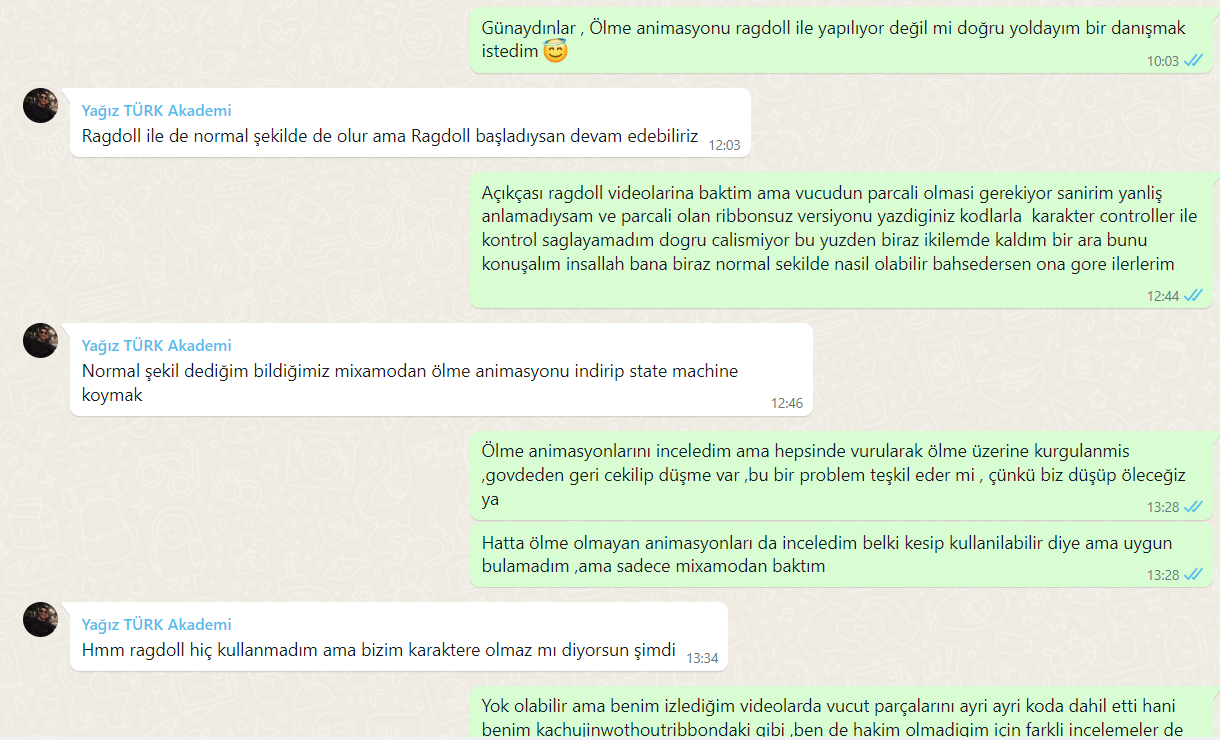 Günaydınlar , Ölme animasyonu ragdoll ile yapılıyor değil mi doğru yoldayım bir danışmak
istedim 😇
10:03
Yağız TÜRK Akademi
Ragdoll ile de normal şekilde de olur ama Ragdoll başladıysan devam edebiliriz
12:03
Açıkçası ragdoll videolarina baktim ama vucudun parcali olmasi gerekiyor sanirim yanliş
anlamadıysam ve parcali olan ribbonsuz versiyonu yazdiginiz kodlarla karakter controller ile
kontrol saglayamadım dogru calismiyor bu yuzden biraz ikilemde kaldım bir ara bunu
konuşalım insallah bana biraz normal sekilde nasil olabilir bahsedersen ona gore ilerlerim
12:44
Yağız TÜRK Akademi
Normal şekil dediğim bildiğimiz mixamodan ölme animasyonu indirip state machine
koymak
12:46
Ölme animasyonlarını inceledim ama hepsinde vurularak ölme üzerine kurgulanmis
,govdeden geri cekilip düşme var ,bu bir problem teşkil eder mi , çünkü biz düşüp öleceğiz
ya
13:28
Hatta ölme olmayan animasyonları da inceledim belki kesip kullanilabilir diye ama uygun
bulamadım ,ama sadece mixamodan baktım
13:28
Yağız TÜRK Akademi
Hmm ragdoll hiç kullanmadım ama bizim karaktere olmaz mı diyorsun şimdi
13:34
Yok olabilir ama benim izlediğim videolarda vucut parçalarını ayri ayri koda dahil etti hani
benim kachujinwothoutribbondaki gibi ,ben de hakim olmadigim için farkli incelemeler de